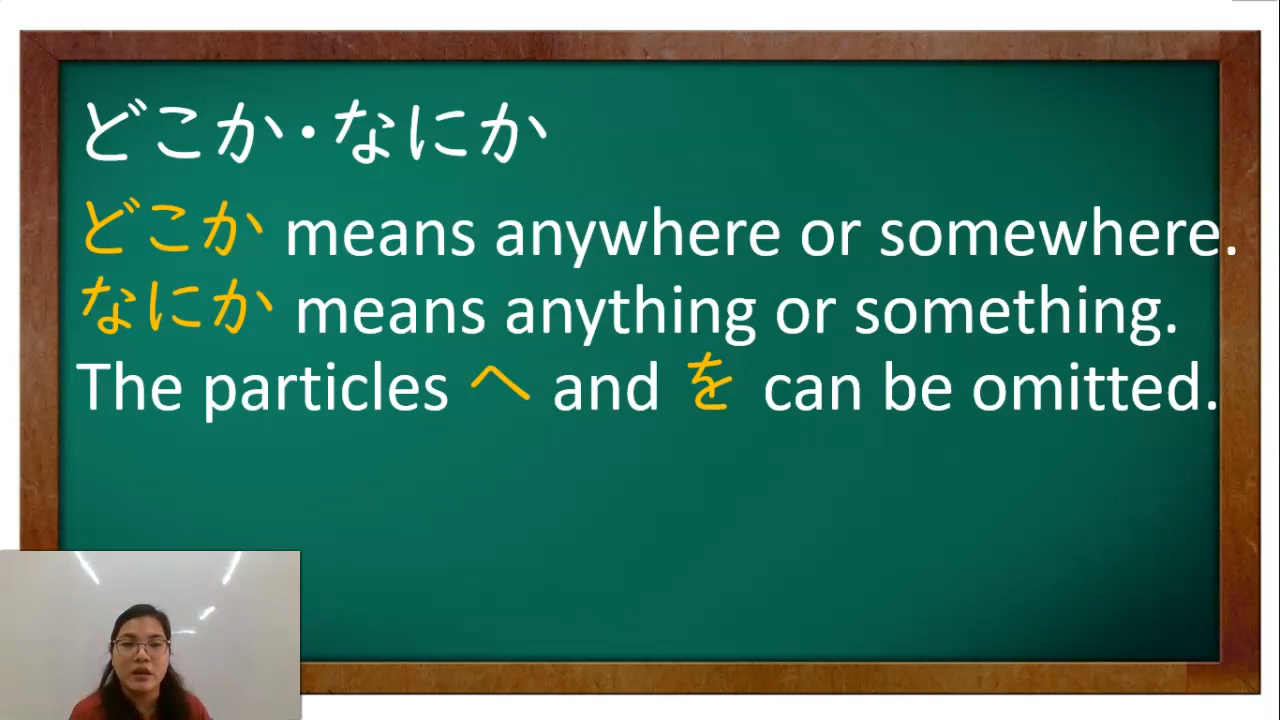 どこか・なにか
どこか means anywhere or somewhere.
なにか means anything or something.
The particles へ and を can be omitted.